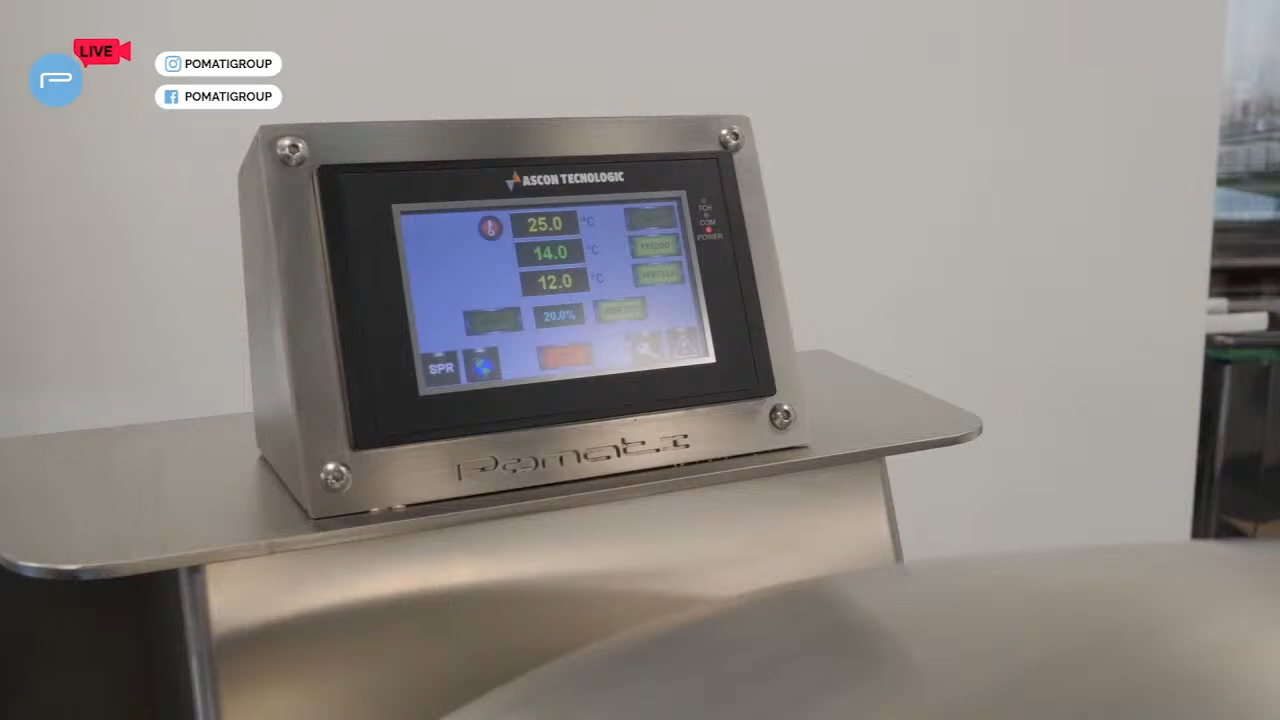 LIVE
POMATIGROUP
POMATIGROUP
ASCON TECNOLOGIC
TCH
COM
POWER
25.0 °C
14.0 °C
FREDDO
12.0 °C
20.0%
SPR
Pomati